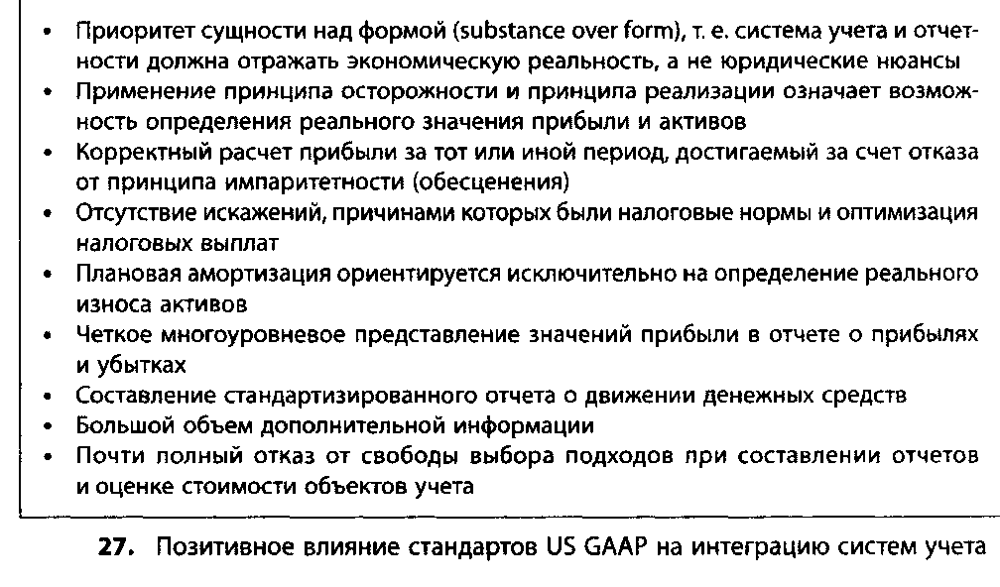 • Приоритет сущности над формой (substance over form), т. е. система учета и отчет-
ности должна отражать экономическую реальность, а не юридические нюансы
• Применение принципа осторожности и принципа реализации означает возмож-
ность определения реального значения прибыли и активов
• Корректный расчет прибыли за тот или иной период, достигаемый за счет отказа
от принципа импаритетности (обесценения)
• Отсутствие искажений, причинами которых были налоговые нормы и оптимизация
налоговых выплат
• Плановая амортизация ориентируется исключительно на определение реального
износа активов
• Четкое многоуровневое представление значений прибыли в отчете о прибылях
и убытках
• Составление стандартизированного отчета о движении денежных средств
• Большой объем дополнительной информации
• Почти полный отказ от свободы выбора подходов при составлении отчетов
и оценке стоимости объектов учета
27. Позитивное влияние стандартов US GAAP на интеграцию систем учета